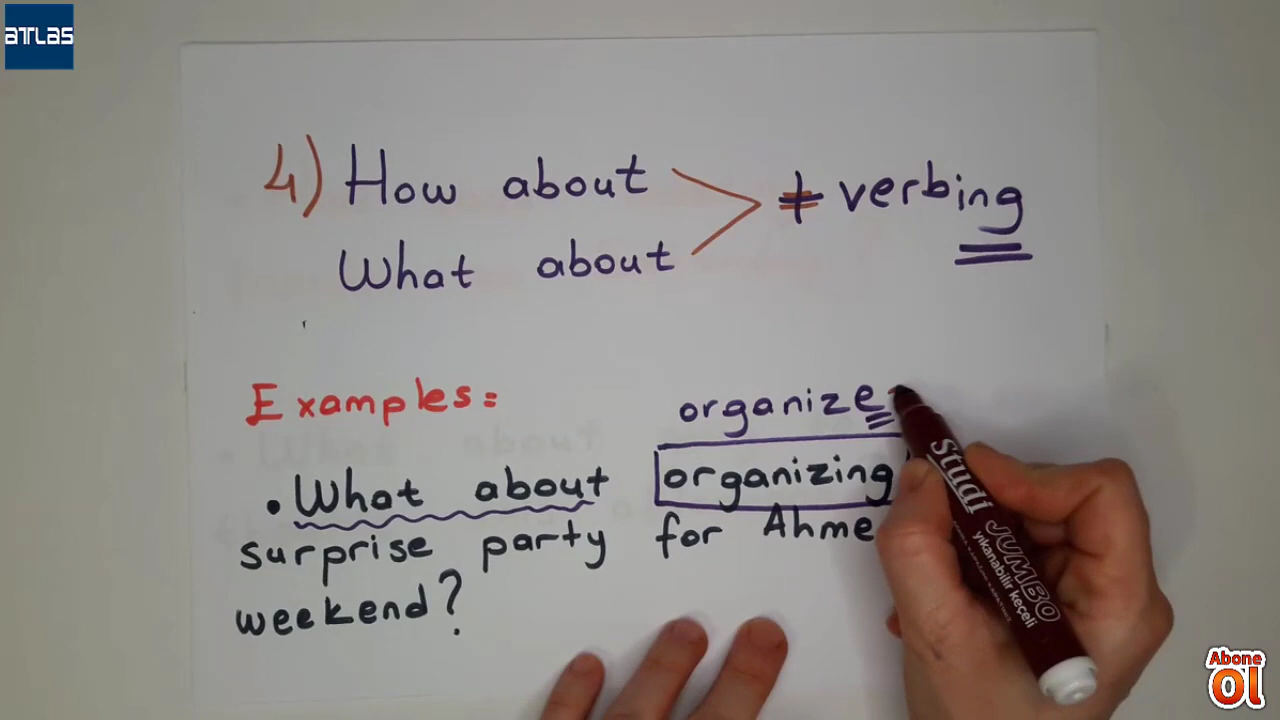 ATLAS
4) How about
+ verbing
What about
Examples:
organize
• What about organizing
surprise party for Ahme
weekend?
Studi JUMBO
yıkanabilir keçeli
Abone
Ol